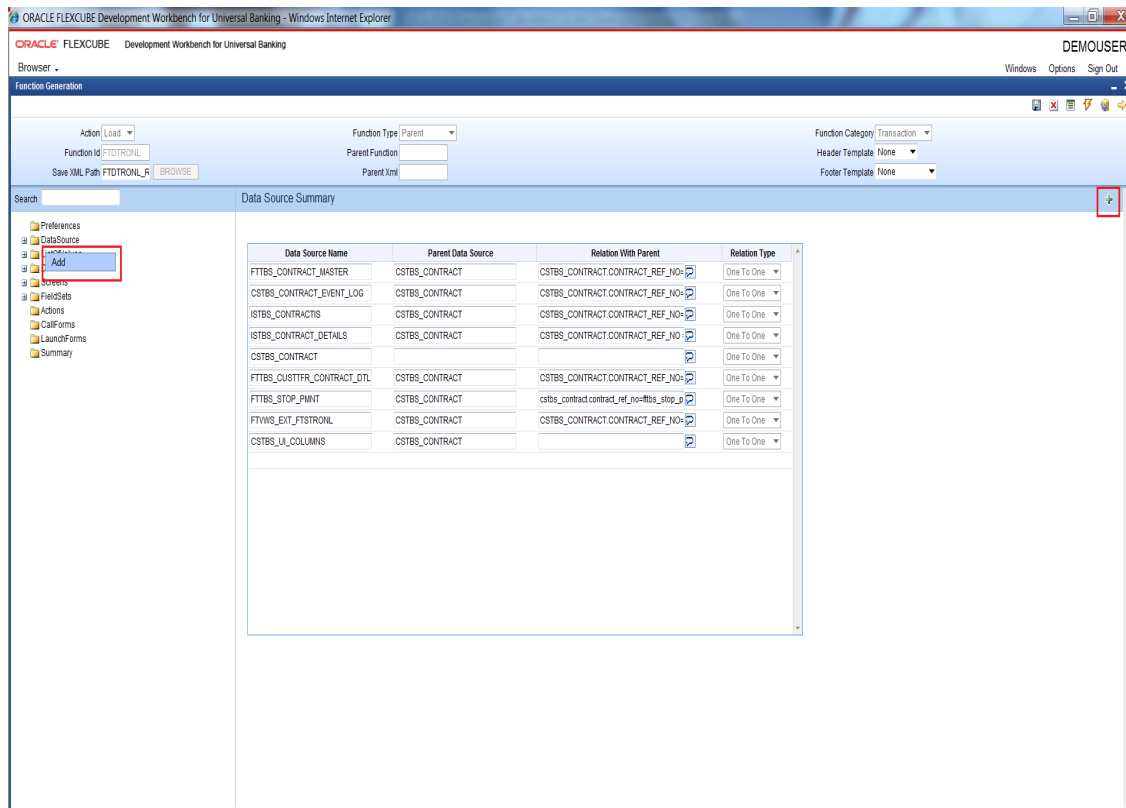 ORACLE FLEXCUBE Development Workbench for Universal Banking - Windows Internet Explorer
ORACLE FLEXCUBE Development Workbench for Universal Banking
DEMOUSER
Browser
Windows Options Sign Out
Function Generation
Action Load
Function Type Parent
Function Category Transaction
Function Id FTDTRONL
Parent Function
Header Template None
Save XML Path FTDTRONL_R BROWSE
Parent Xml
Footer Template None
Search
Data Source Summary
Preferences
DataSource
Add
Screens
FieldSets
Actions
CallForms
LaunchForms
Summary
Data Source Name Parent Data Source Relation With Parent Relation Type
FTTBS_CONTRACT_MASTER CSTBS_CONTRACT CSTBS_CONTRACT.CONTRACT_REF_NO= One To One
CSTBS_CONTRACT_EVENT_LOG CSTBS_CONTRACT CSTBS_CONTRACT.CONTRACT_REF_NO= One To One
ISTBS_CONTRACTIS CSTBS_CONTRACT CSTBS_CONTRACT.CONTRACT_REF_NO= One To One
ISTBS_CONTRACT_DETAILS CSTBS_CONTRACT CSTBS_CONTRACT.CONTRACT_REF_NO = One To One
CSTBS_CONTRACT One To One
FTTBS_CUSTTFR_CONTRACT_DTL CSTBS_CONTRACT CSTBS_CONTRACT.CONTRACT_REF_NO= One To One
FTTBS_STOP_PMNT CSTBS_CONTRACT cstbs_contract.contract_ref_no=fttbs_stop_p One To One
FTVWS_EXT_FTSTRONL CSTBS_CONTRACT CSTBS_CONTRACT.CONTRACT_REF_NO= One To One
CSTBS_UI_COLUMNS CSTBS_CONTRACT One To One